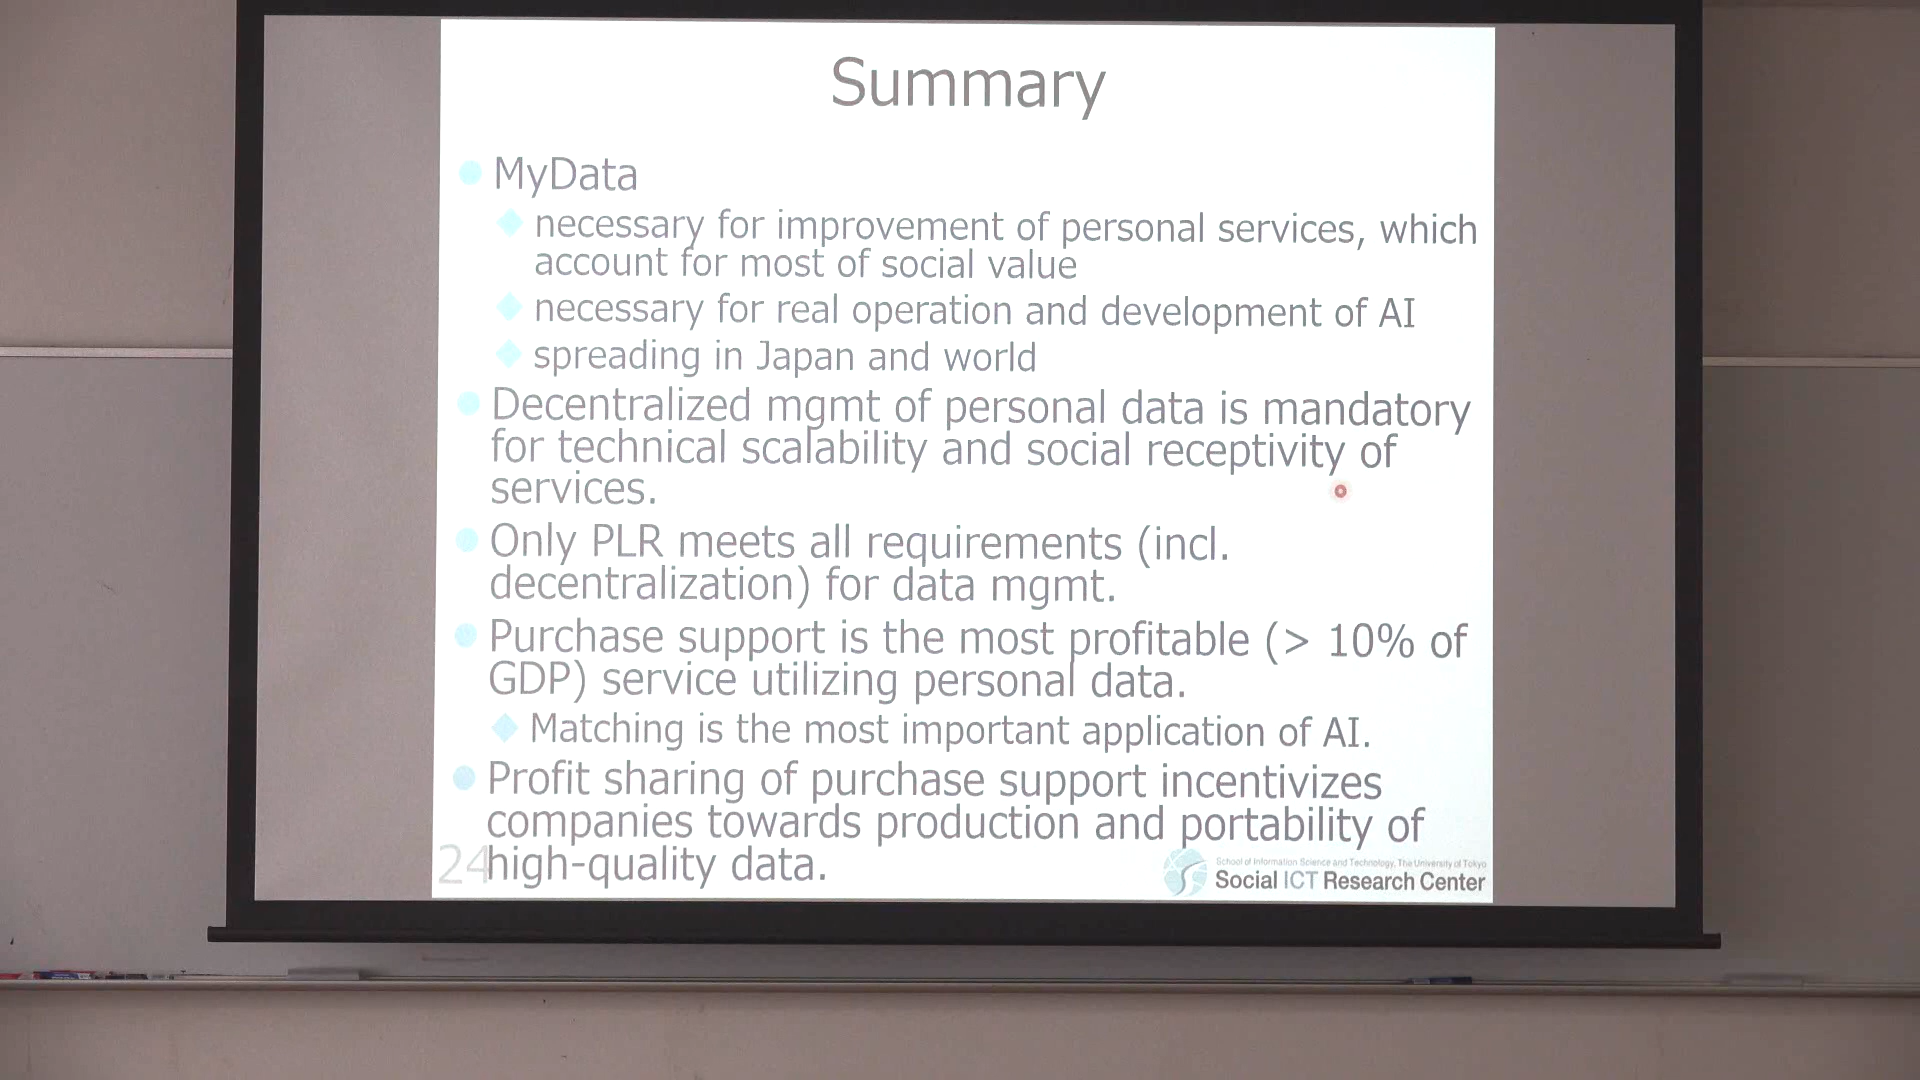 Summary
MyData
necessary for improvement of personal services, which
account for most of social value
necessary for real operation and development of AI
spreading in Japan and world
Decentralized mgmt of personal data is mandatory
for technical scalability and social receptivity of
services.
Only PLR meets all requirements (incl.
decentralization) for data mgmt.
Purchase support is the most profitable (> 10% of
GDP) service utilizing personal data.
Matching is the most important application of AI.
Profit sharing of purchase support incentivizes
companies towards production and portability of
high-quality data.
24
School of Information Science and Technology, The University of Tokyo
Social ICT Research Center